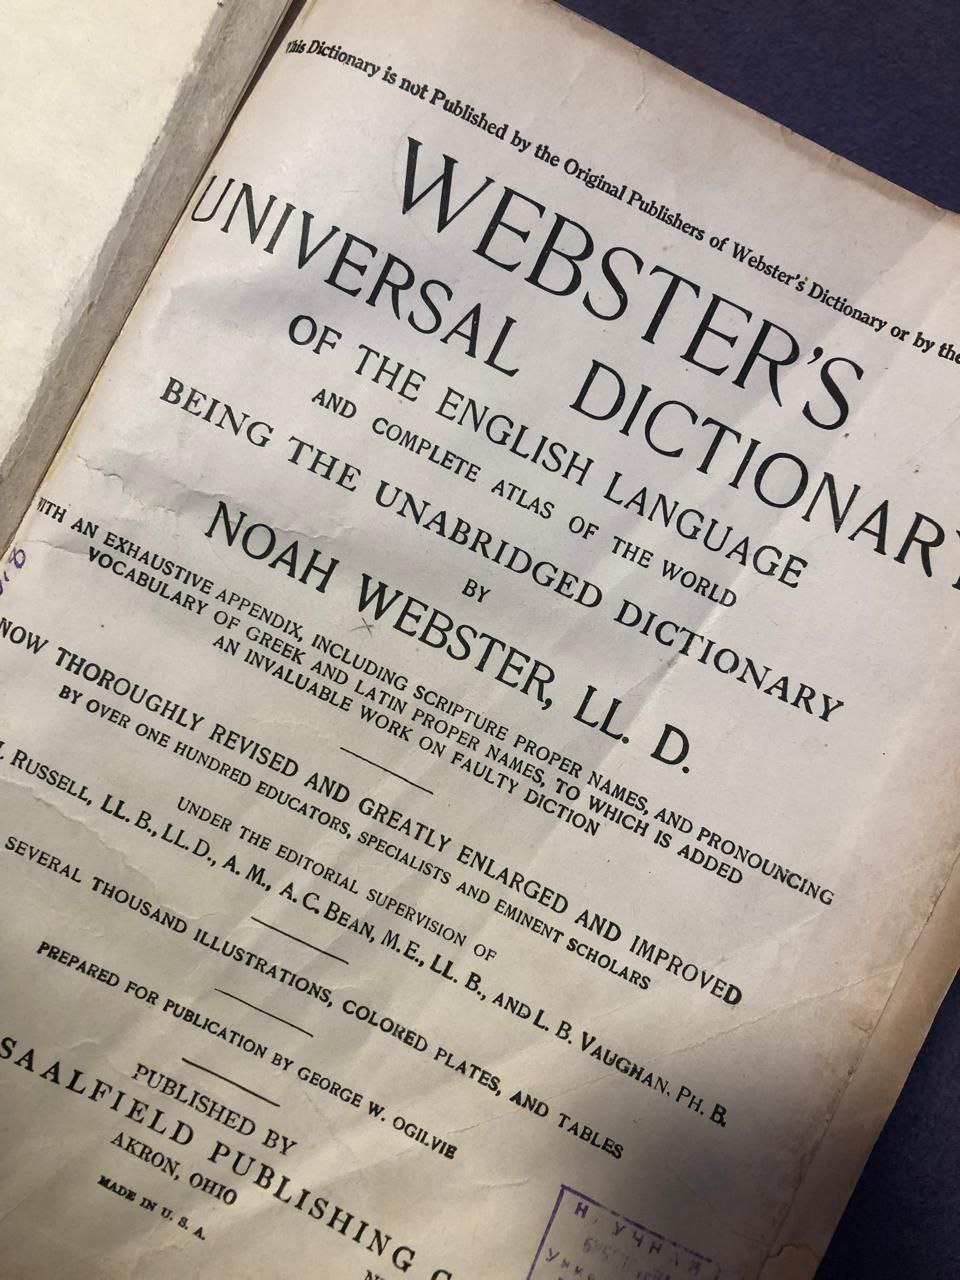 This Dictionary is not Published by the Original Publishers of Webster's Dictionary or by the
WEBSTER'S
UNIVERSAL DICTIONARY
OF THE ENGLISH LANGUAGE
AND COMPLETE ATLAS OF THE WORLD
BEING THE UNABRIDGED DICTIONARY
BY
NOAH WEBSTER, LL. D.
WITH AN EXHAUSTIVE APPENDIX, INCLUDING SCRIPTURE PROPER NAMES, AND PRONOUNCING
VOCABULARY OF GREEK AND LATIN PROPER NAMES, TO WHICH IS ADDED
AN INVALUABLE WORK ON FAULTY DICTION
NOW THOROUGHLY REVISED AND GREATLY ENLARGED AND IMPROVED
BY OVER ONE HUNDRED EDUCATORS, SPECIALISTS AND EMINENT SCHOLARS
UNDER THE EDITORIAL SUPERVISION OF
RUSSELL, LL. B., LL. D., A. M., A. C. BEAN, M. E., LL. B., AND L. B. VAUGHAN, PH. B.
SEVERAL THOUSAND ILLUSTRATIONS, COLORED PLATES, AND TABLES
PREPARED FOR PUBLICATION BY GEORGE W. OGILVIE
PUBLISHED BY
SAALFIELD PUBLISHING
AKRON, OHIO
MADE IN U. S. A.